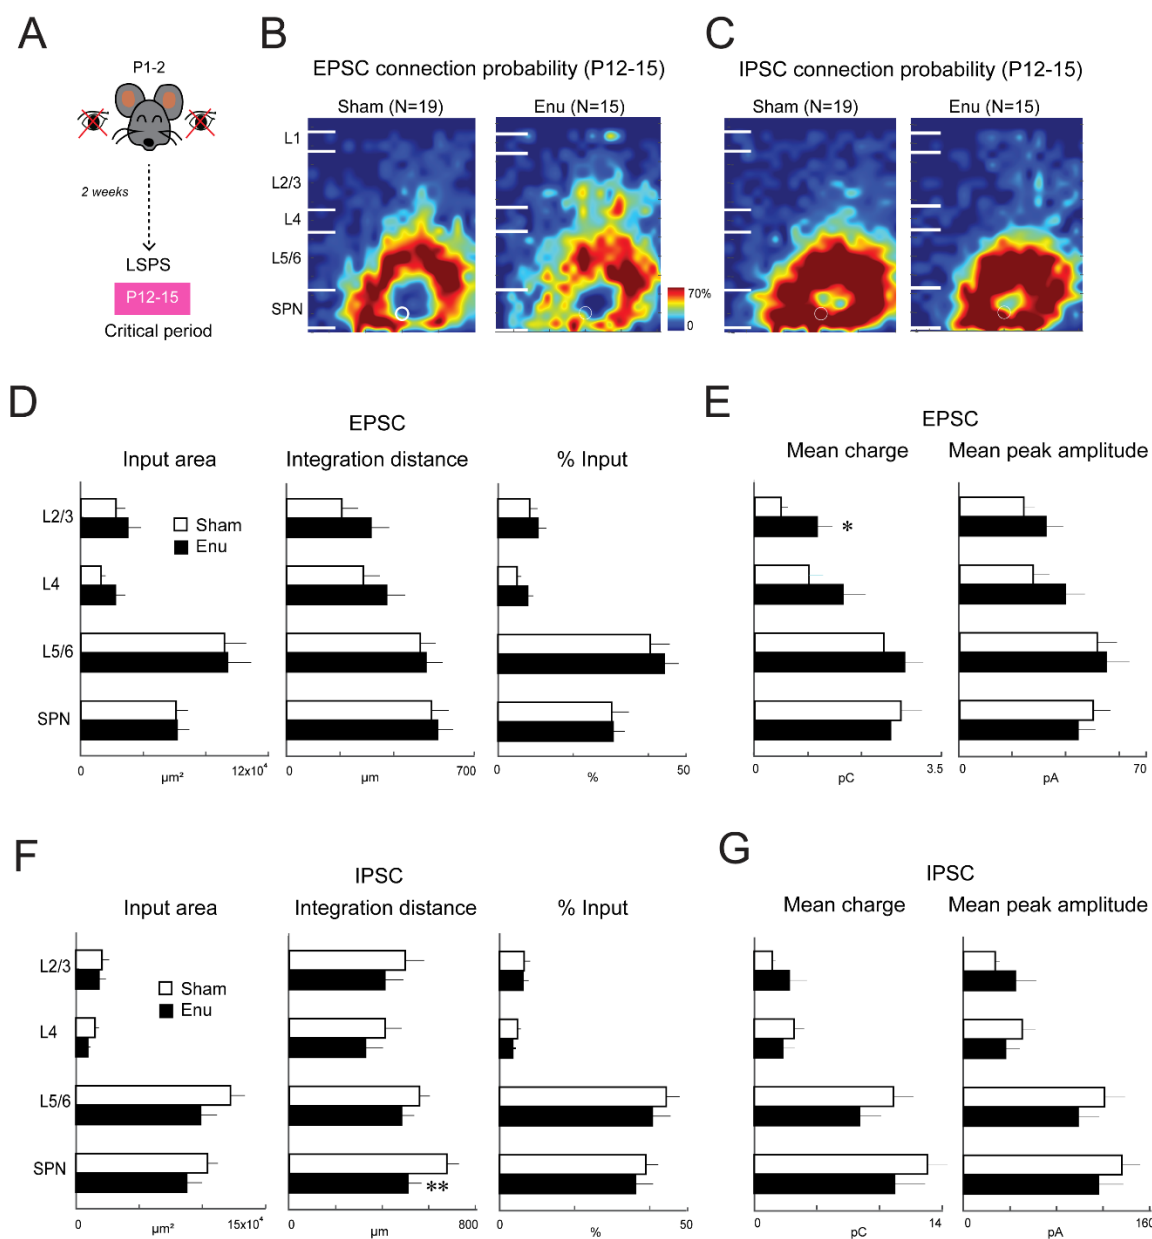 A
P1-2
2 weeks
LSPS
P12-15
Critical period
B
EPSC connection probability (P12-15)
Sham (N=19)
Enu (N=15)
L1
L2/3
L4
L5/6
SPN
70%
0
C
IPSC connection probability (P12-15)
Sham (N=19)
Enu (N=15)
D
EPSC
Input area
Integration distance
% Input
L2/3
L4
L5/6
SPN
Sham
Enu
0
µm²
12x10⁴
0
µm
700
0
%
50
E
EPSC
Mean charge
Mean peak amplitude
*
0
pC
3.5
0
pA
70
F
IPSC
Input area
Integration distance
% Input
L2/3
L4
L5/6
SPN
Sham
Enu
**
0
µm²
15x10⁴
0
µm
800
0
%
50
G
IPSC
Mean charge
Mean peak amplitude
0
pC
14
0
pA
160